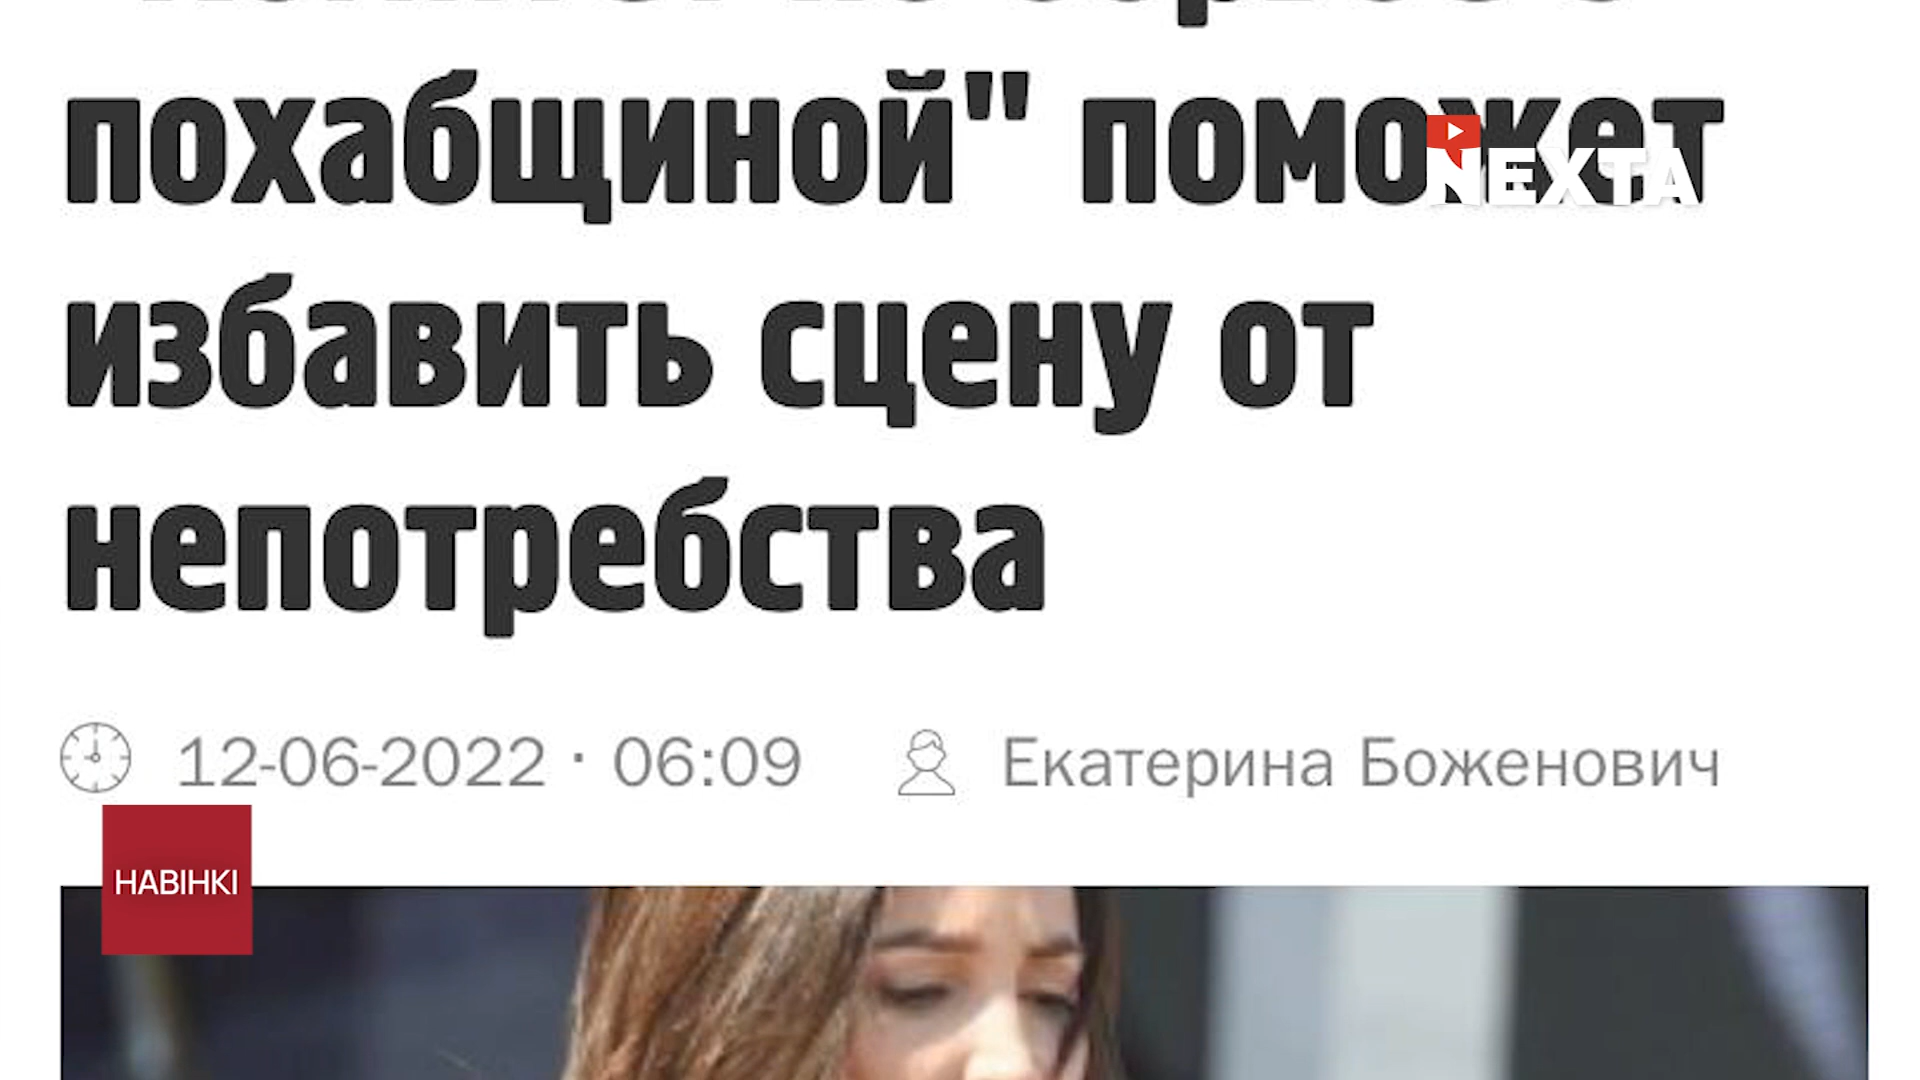 похабщиной" поможет
NEXTA
избавить сцену от
непотребства
12-06-2022 · 06:09 Екатерина Боженович
НАВІНКІ